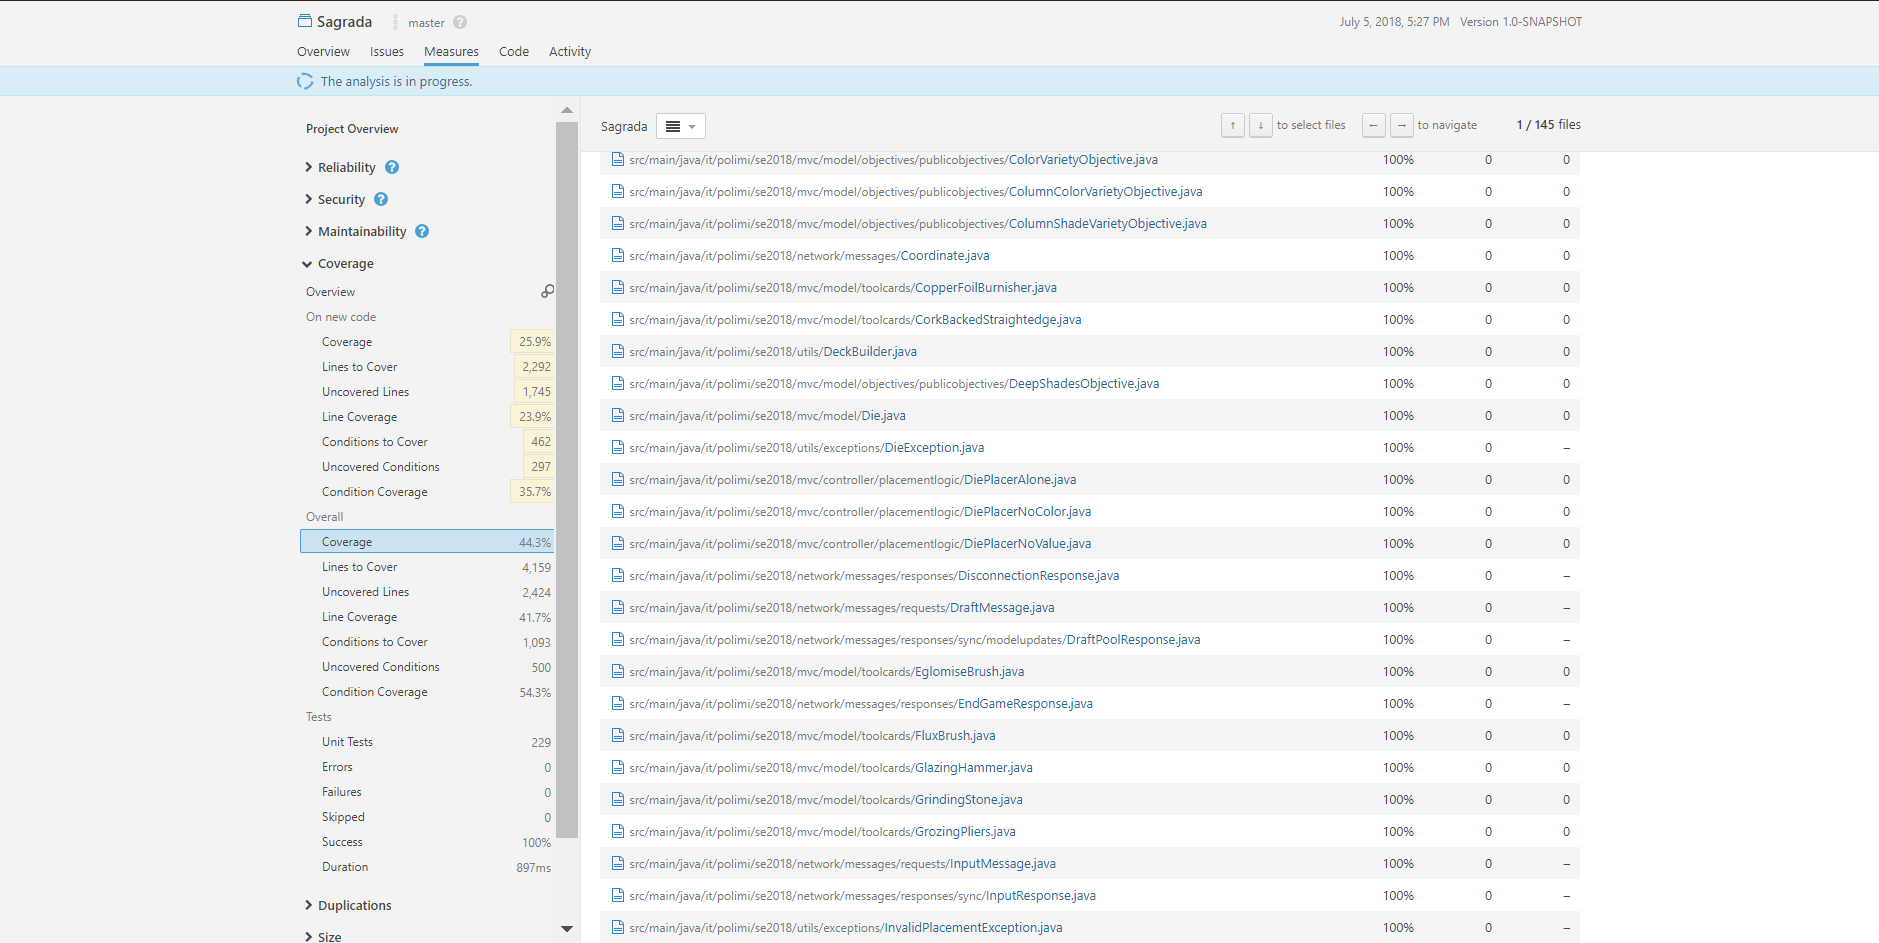 Sagrada master ? July 5, 2018, 5:27 PM Version 1.0-SNAPSHOT
Overview Issues Measures Code Activity
The analysis is in progress.
Project Overview
Reliability ?
Security ?
Maintainability ?
Coverage
Overview
On new code
Coverage 25.9%
Lines to Cover 2,292
Uncovered Lines 1,745
Line Coverage 23.9%
Conditions to Cover 462
Uncovered Conditions 297
Condition Coverage 35.7%
Overall
Coverage 44.3%
Lines to Cover 4,159
Uncovered Lines 2,424
Line Coverage 41.7%
Conditions to Cover 1,093
Uncovered Conditions 500
Condition Coverage 54.3%
Tests
Unit Tests 229
Errors 0
Failures 0
Skipped 0
Success 100%
Duration 897ms
Duplications
Size
Sagrada ↑ ↓ to select files ← → to navigate 1 / 145 files
src/main/java/it/polimi/se2018/mvc/model/objectives/publicobjectives/ColorVarietyObjective.java 100% 0 0
src/main/java/it/polimi/se2018/mvc/model/objectives/publicobjectives/ColumnColorVarietyObjective.java 100% 0 0
src/main/java/it/polimi/se2018/mvc/model/objectives/publicobjectives/ColumnShadeVarietyObjective.java 100% 0 0
src/main/java/it/polimi/se2018/network/messages/Coordinate.java 100% 0 0
src/main/java/it/polimi/se2018/mvc/model/toolcards/CopperFoilBurnisher.java 100% 0 0
src/main/java/it/polimi/se2018/mvc/model/toolcards/CorkBackedStraightedge.java 100% 0 0
src/main/java/it/polimi/se2018/utils/DeckBuilder.java 100% 0 0
src/main/java/it/polimi/se2018/mvc/model/objectives/publicobjectives/DeepShadesObjective.java 100% 0 0
src/main/java/it/polimi/se2018/mvc/model/Die.java 100% 0 0
src/main/java/it/polimi/se2018/utils/exceptions/DieException.java 100% 0 –
src/main/java/it/polimi/se2018/mvc/controller/placementlogic/DiePlacerAlone.java 100% 0 0
src/main/java/it/polimi/se2018/mvc/controller/placementlogic/DiePlacerNoColor.java 100% 0 0
src/main/java/it/polimi/se2018/mvc/controller/placementlogic/DiePlacerNoValue.java 100% 0 0
src/main/java/it/polimi/se2018/network/messages/responses/DisconnectionResponse.java 100% 0 –
src/main/java/it/polimi/se2018/network/messages/requests/DraftMessage.java 100% 0 –
src/main/java/it/polimi/se2018/network/messages/responses/sync/modelupdates/DraftPoolResponse.java 100% 0 –
src/main/java/it/polimi/se2018/mvc/model/toolcards/EglomiseBrush.java 100% 0 0
src/main/java/it/polimi/se2018/network/messages/responses/EndGameResponse.java 100% 0 –
src/main/java/it/polimi/se2018/mvc/model/toolcards/FluxBrush.java 100% 0 0
src/main/java/it/polimi/se2018/mvc/model/toolcards/GlazingHammer.java 100% 0 0
src/main/java/it/polimi/se2018/mvc/model/toolcards/GrindingStone.java 100% 0 0
src/main/java/it/polimi/se2018/mvc/model/toolcards/GrozingPliers.java 100% 0 0
src/main/java/it/polimi/se2018/network/messages/requests/InputMessage.java 100% 0 –
src/main/java/it/polimi/se2018/network/messages/responses/sync/InputResponse.java 100% 0 –
src/main/java/it/polimi/se2018/utils/exceptions/InvalidPlacementException.java 100% 0 –